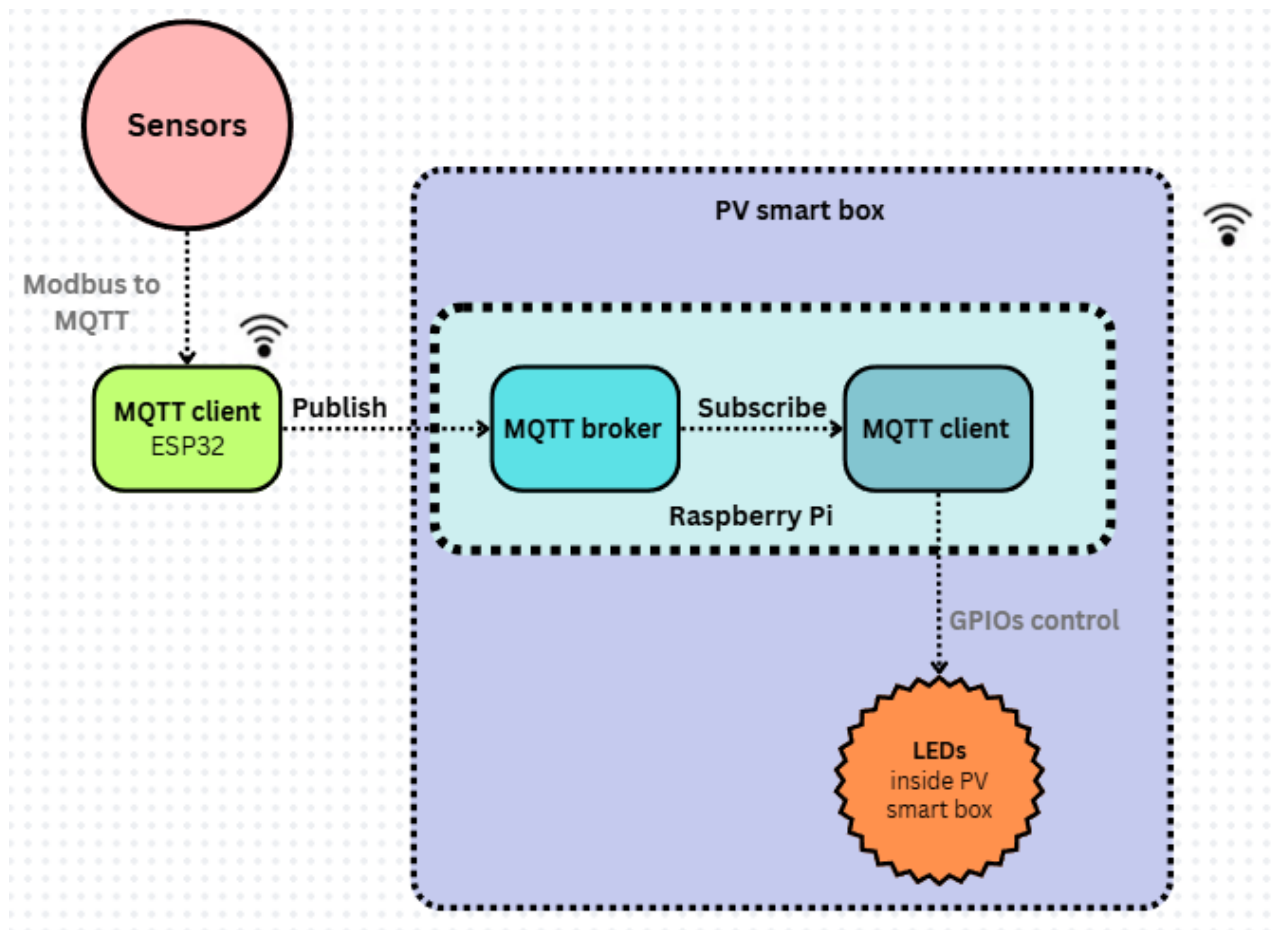 Sensors
PV smart box
Modbus to
MQTT
MQTT client
ESP32
Publish
MQTT broker
Subscribe
MQTT client
Raspberry Pi
GPIOs control
LEDs
inside PV
smart box